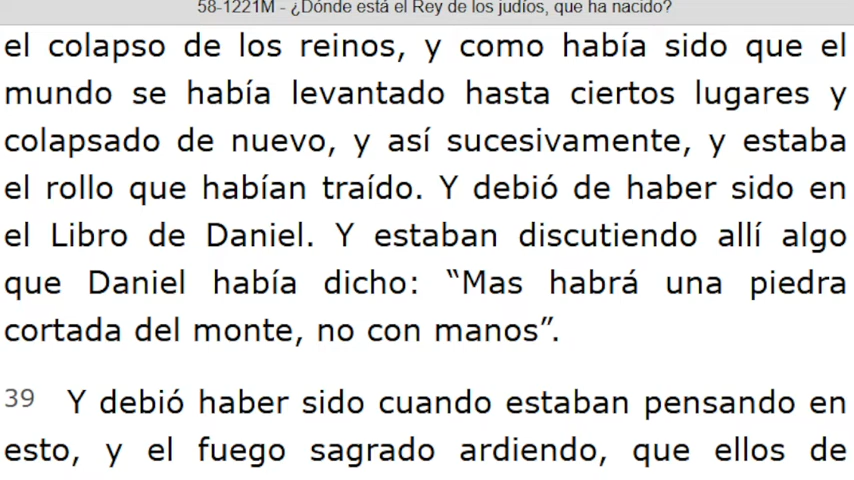 58-1221M - ¿Dónde está el Rey de los judíos, que ha nacido?
el colapso de los reinos, y como había sido que el
mundo se había levantado hasta ciertos lugares y
colapsado de nuevo, y así sucesivamente, y estaba
el rollo que habían traído. Y debió de haber sido en
el Libro de Daniel. Y estaban discutiendo allí algo
que Daniel había dicho: “Mas habrá una piedra
cortada del monte, no con manos”.
39 Y debió haber sido cuando estaban pensando en
esto, y el fuego sagrado ardiendo, que ellos de